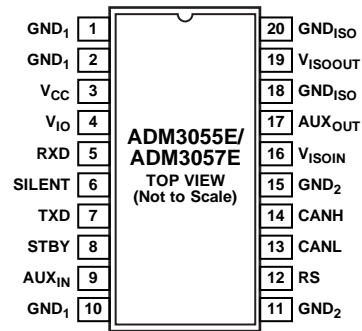 GND1 1 20 GNDISO
GND1 2 19 VISOOUT
VCC 3 18 GNDISO
VIO 4 17 AUXOUT
RXD 5 16 VISOIN
SILENT 6 15 GND2
TXD 7 14 CANH
STBY 8 13 CANL
AUXIN 9 12 RS
GND1 10 11 GND2
ADM3055E/
ADM3057E
TOP VIEW
(Not to Scale)